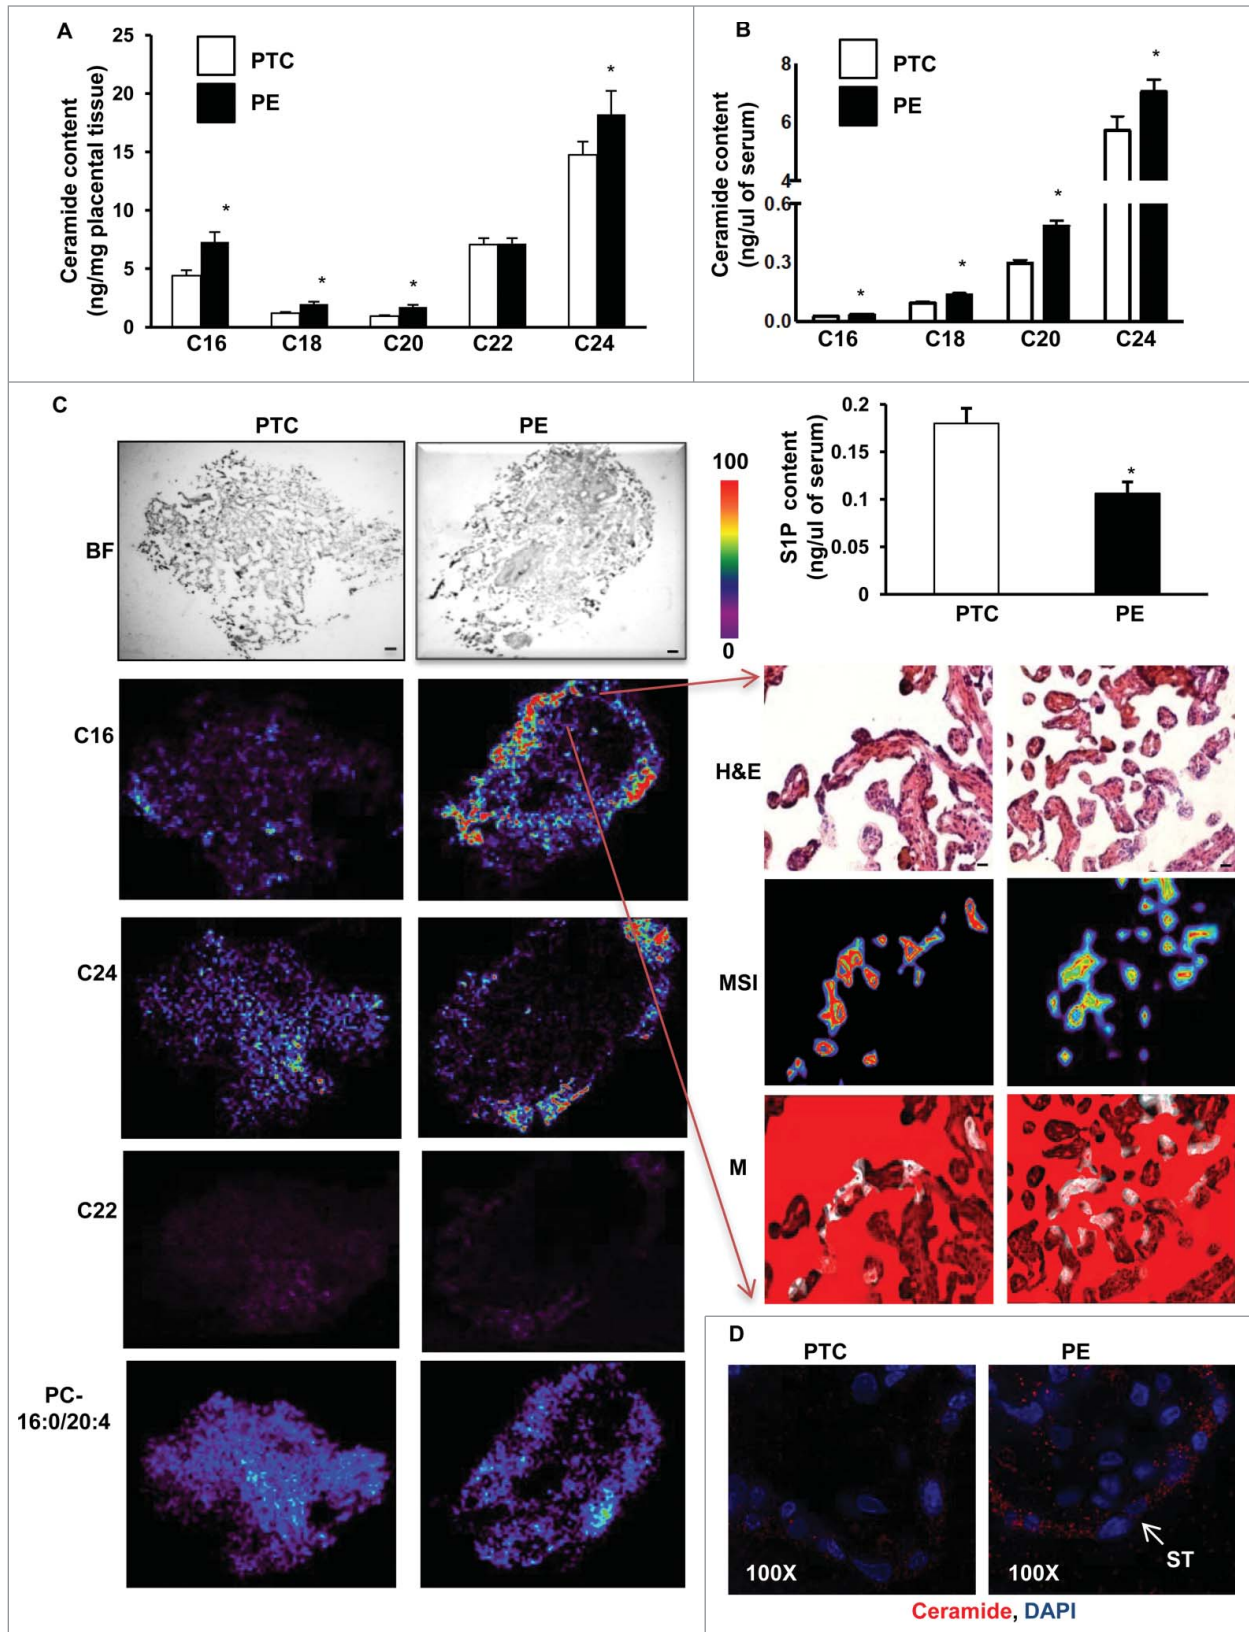 A
25
20
15
10
5
0
Ceramide content
(ng/mg placental tissue)
PTC
PE
*
*
*
*
C16 C18 C20 C22 C24
B
8
6
4
0.6
0.3
0.0
Ceramide content
(ng/ul of serum)
PTC
PE
*
*
*
*
C16 C18 C20 C24
C
PTC PE
BF
100
0
C16
C24
C22
PC-
16:0/20:4
0.2
0.15
0.1
0.05
0
S1P content
(ng/ul of serum)
*
PTC PE
H&E
MSI
M
D
PTC PE
100X 100X
ST
Ceramide, DAPI